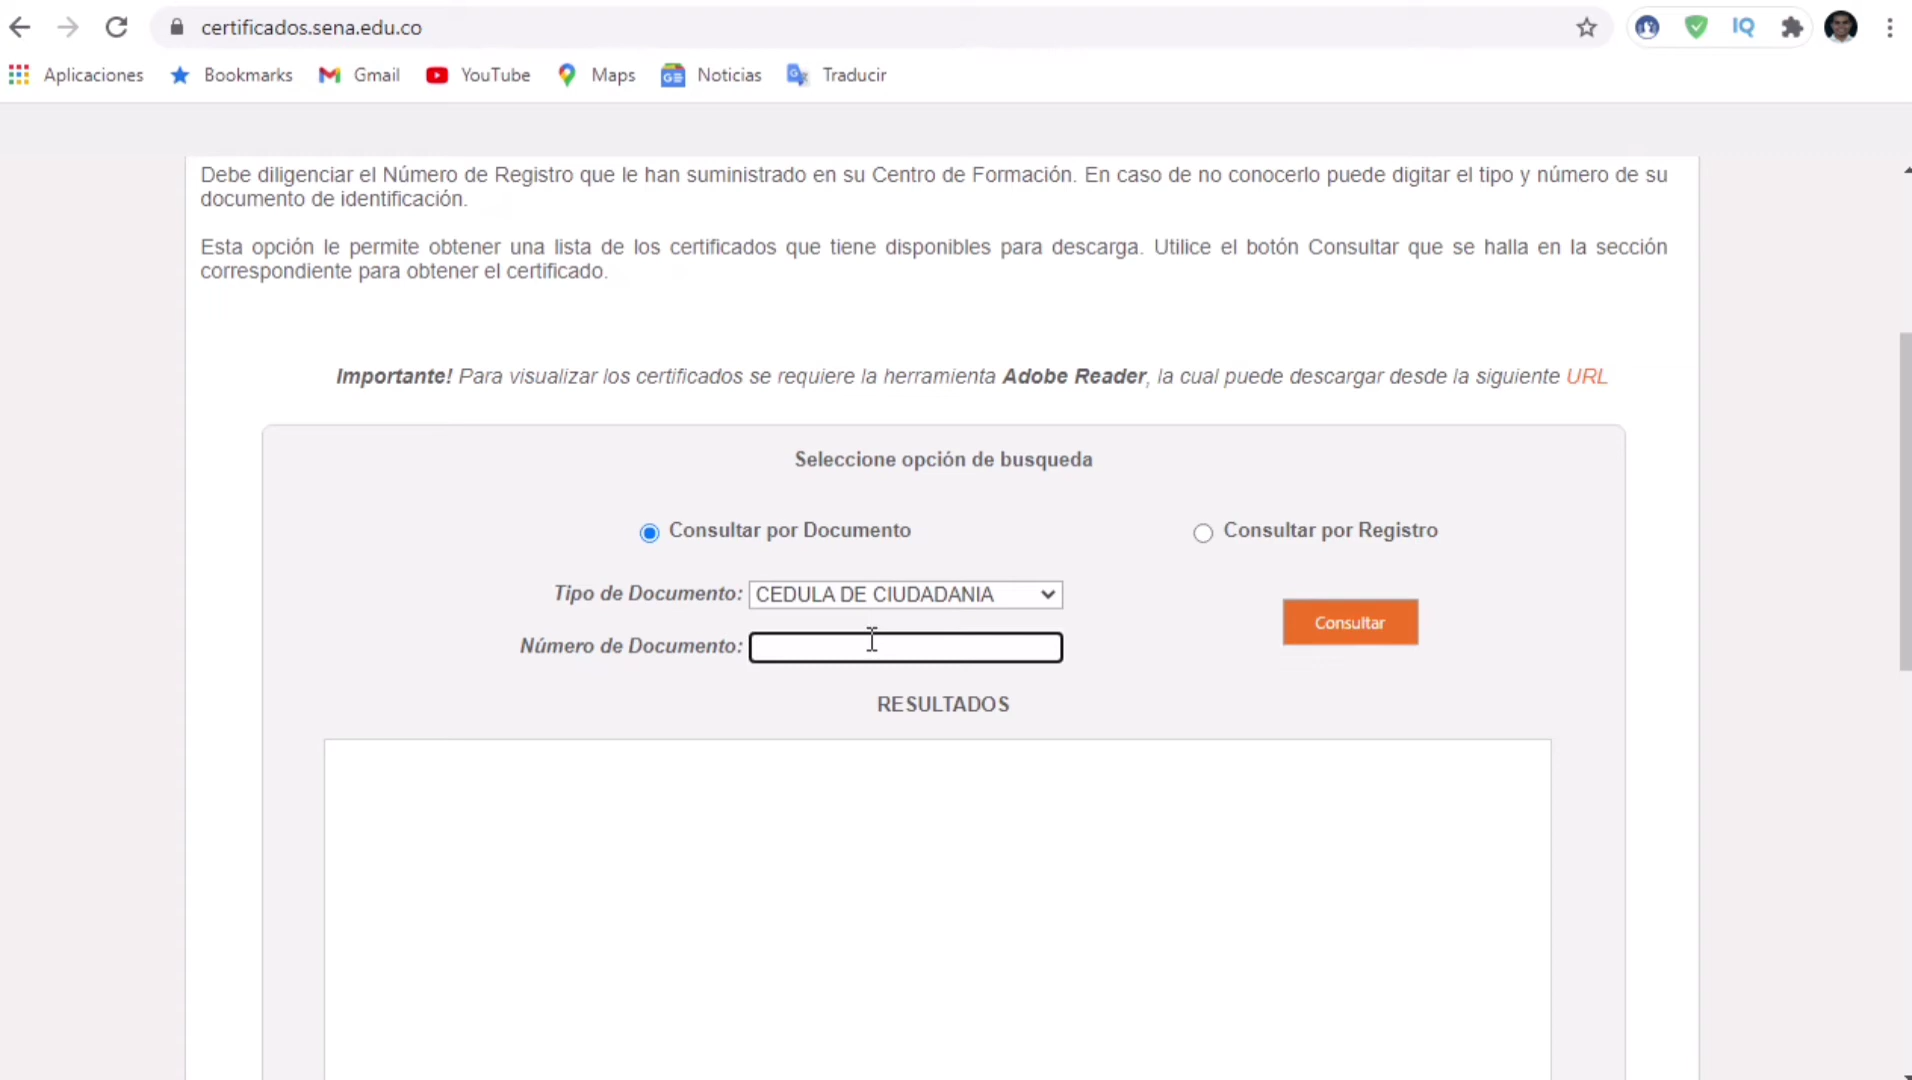 certificados.sena.edu.co
IQ
Aplicaciones Bookmarks Gmail YouTube Maps Noticias Traducir
Debe diligenciar el Número de Registro que le han suministrado en su Centro de Formación. En caso de no conocerlo puede digitar el tipo y número de su
documento de identificación.
Esta opción le permite obtener una lista de los certificados que tiene disponibles para descarga. Utilice el botón Consultar que se halla en la sección
correspondiente para obtener el certificado.
Importante! Para visualizar los certificados se requiere la herramienta Adobe Reader, la cual puede descargar desde la siguiente URL
Seleccione opción de busqueda
Consultar por Documento Consultar por Registro
Tipo de Documento: CEDULA DE CIUDADANIA
Consultar
Número de Documento:
RESULTADOS